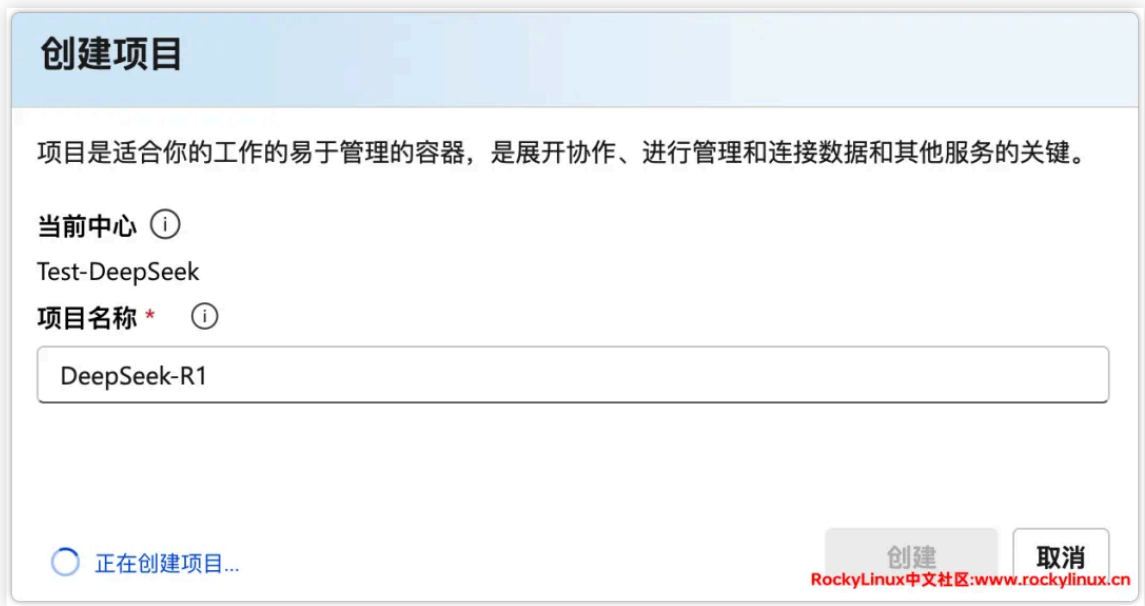 创建项目
项目是适合你的工作的易于管理的容器，是展开协作、进行管理和连接数据和其他服务的关键。
当前中心
Test-DeepSeek
项目名称 *
DeepSeek-R1
正在创建项目...
创建
取消
RockyLinux中文社区:www.rockylinux.cn